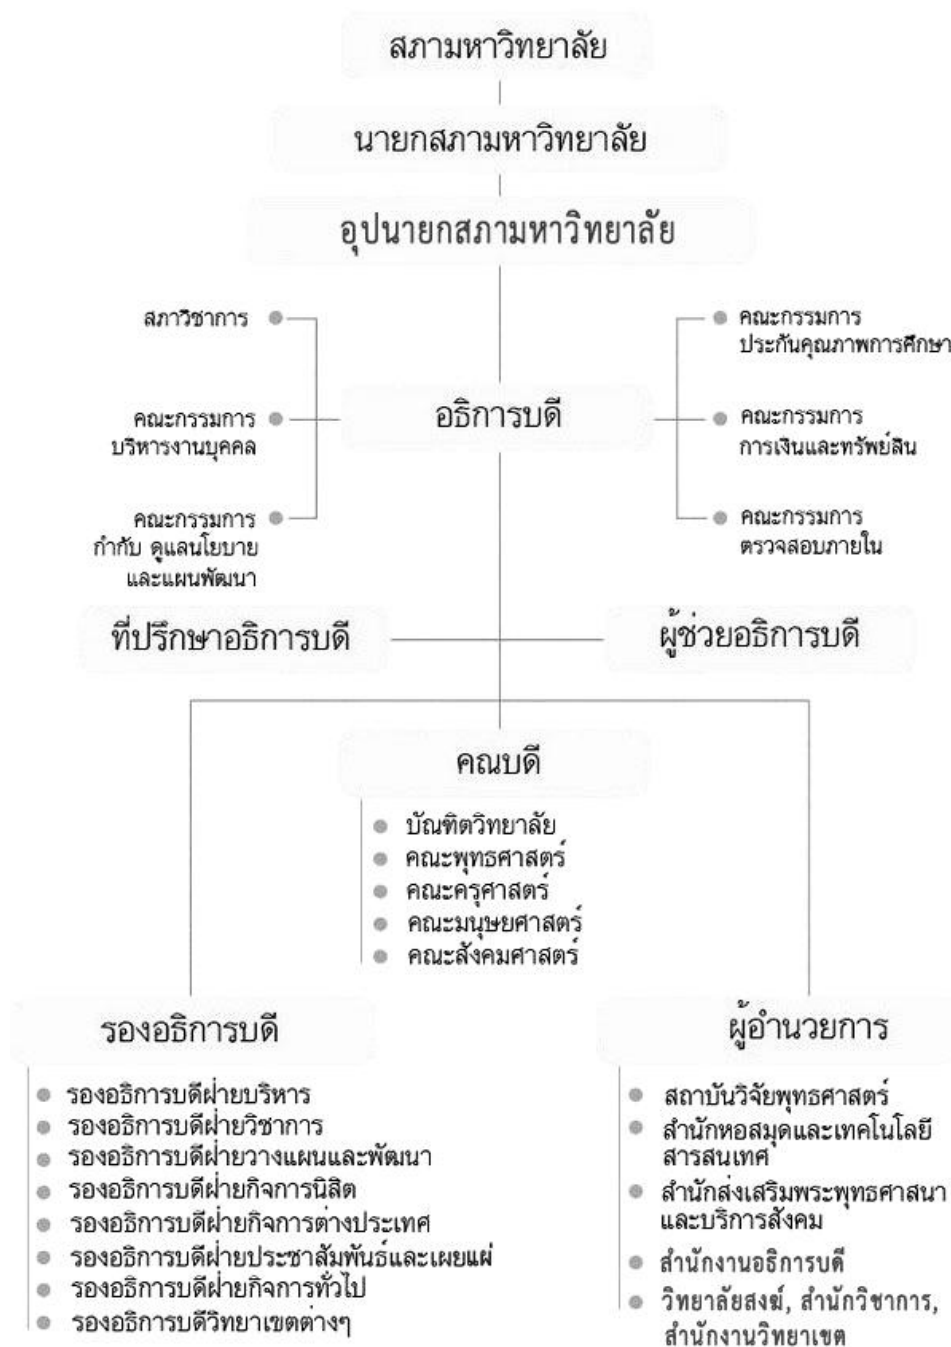 สภามหาวิทยาลัย
นายกสภามหาวิทยาลัย
อุปนายกสภามหาวิทยาลัย
สภาวิชาการ
คณะกรรมการ
บริหารงานบุคคล
คณะกรรมการ
กำกับ ดูแลนโยบาย
และแผนพัฒนา
อธิการบดี
คณะกรรมการ
ประกันคุณภาพการศึกษา
คณะกรรมการ
การเงินและทรัพย์สิน
คณะกรรมการ
ตรวจสอบภายใน
ที่ปรึกษาอธิการบดี
ผู้ช่วยอธิการบดี
คณบดี
บัณฑิตวิทยาลัย
คณะพุทธศาสตร์
คณะครุศาสตร์
คณะมนุษยศาสตร์
คณะสังคมศาสตร์
รองอธิการบดี
รองอธิการบดีฝ่ายบริหาร
รองอธิการบดีฝ่ายวิชาการ
รองอธิการบดีฝ่ายวางแผนและพัฒนา
รองอธิการบดีฝ่ายกิจการนิสิต
รองอธิการบดีฝ่ายกิจการต่างประเทศ
รองอธิการบดีฝ่ายประชาสัมพันธ์และเผยแผ่
รองอธิการบดีฝ่ายกิจการทั่วไป
รองอธิการบดีวิทยาเขตต่างๆ
ผู้อำนวยการ
สถาบันวิจัยพุทธศาสตร์
สำนักหอสมุดและเทคโนโลยี
สารสนเทศ
สำนักส่งเสริมพระพุทธศาสนา
และบริการสังคม
สำนักงานอธิการบดี
วิทยาลัยสงฆ์, สำนักวิชาการ,
สำนักงานวิทยาเขต